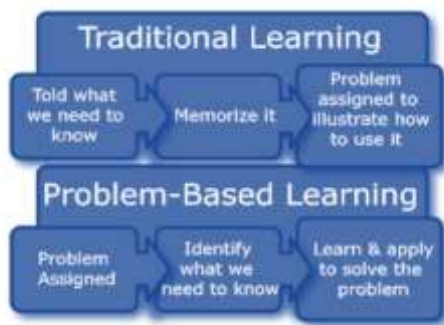 Traditional Learning
Told what
we need to
know
Memorize it
Problem
assigned to
illustrate how
to use it
Problem-Based Learning
Problem
Assigned
Identify
what we
need to know
Learn & apply
to solve the
problem